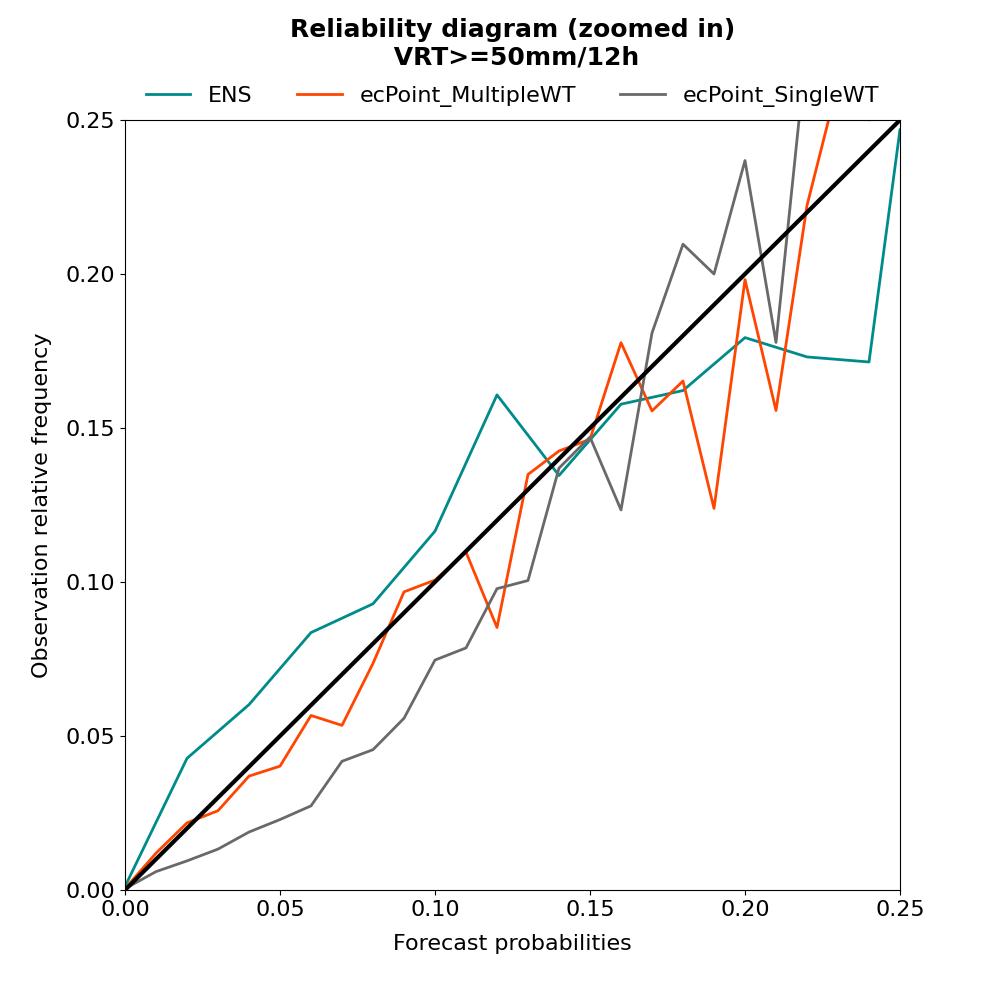 Reliability diagram (zoomed in)
VRT>=50mm/12h
ENS ecPoint_MultipleWT ecPoint_SingleWT
0.25
0.20
0.15
0.10
0.05
0.00
Observation relative frequency
0.00 0.05 0.10 0.15 0.20 0.25
Forecast probabilities